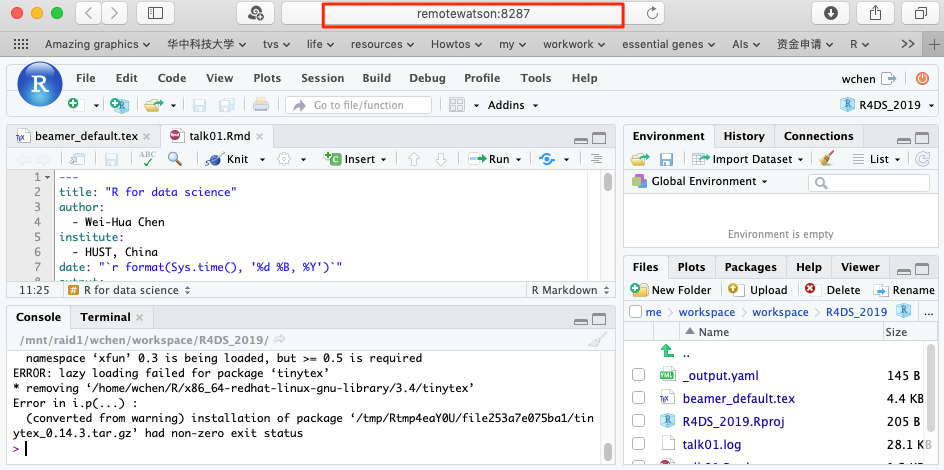 remotewatson:8287
Amazing graphics 华中科技大学 tvs life resources Howtos my workwork essential genes AIs 资金申请 R >> +
R File Edit Code View Plots Session Build Debug Profile Tools Help wchen
Go to file/function Addins R4DS_2019
beamer_default.tex × talk01.Rmd ×
ABC Knit Insert Run
1 ---
2 title: "R for data science"
3 author:
4   - Wei-Hua Chen
5 institute:
6   - HUST, China
7 date: "`r format(Sys.time(), '%d %B, %Y')`"
11:25 # R for data science R Markdown
Console Terminal ×
/mnt/raid1/wchen/workspace/R4DS_2019/
namespace ‘xfun’ 0.3 is being loaded, but >= 0.5 is required
ERROR: lazy loading failed for package ‘tinytex’
* removing ‘/home/wchen/R/x86_64-redhat-linux-gnu-library/3.4/tinytex’
Error in i.p(...) :
(converted from warning) installation of package ‘/tmp/Rtmp4eaY0U/file253a7e075ba1/tin
ytex_0.14.3.tar.gz’ had non-zero exit status
>
Environment History Connections
Import Dataset List
Global Environment
Environment is empty
Files Plots Packages Help Viewer
New Folder Upload Delete Rename
me > workspace > workspace > R4DS_2019 R ...
Name Size
..
_output.yaml 145 B
beamer_default.tex 4.4 KB
R4DS_2019.Rproj 205 B
talk01.log 28.1 KB